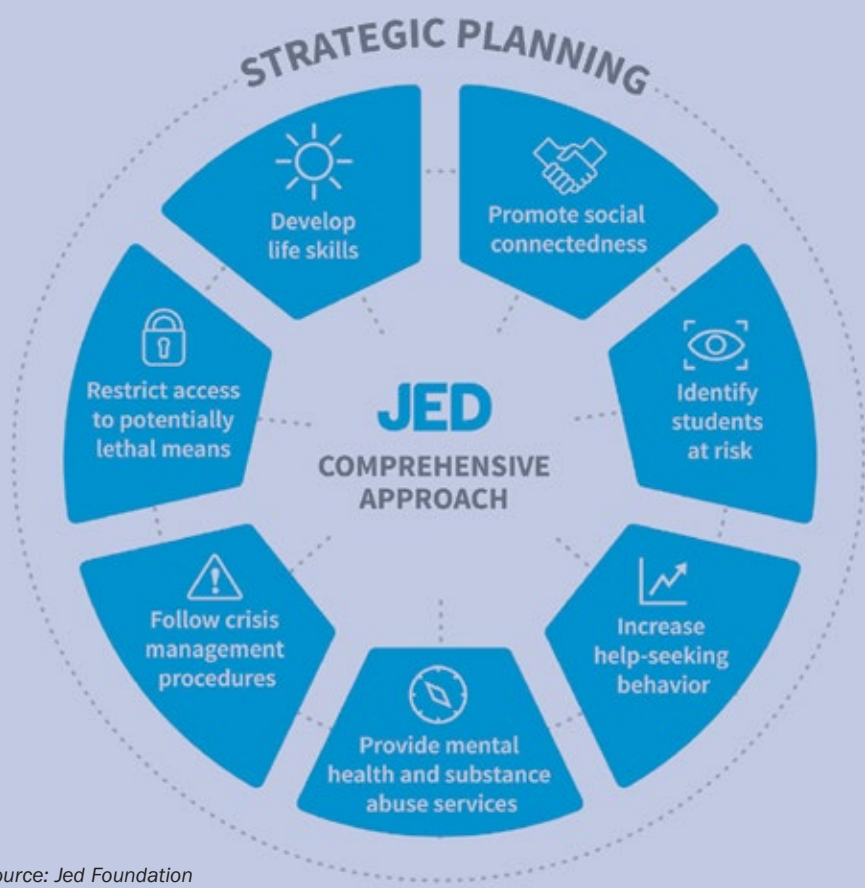 STRATEGIC PLANNING
Develop
life skills
Promote social
connectedness
Identify
students
at risk
Increase
help-seeking
behavior
Provide mental
health and substance
abuse services
Follow crisis
management
procedures
Restrict access
to potentially
lethal means
JED
COMPREHENSIVE
APPROACH
ource: Jed Foundation